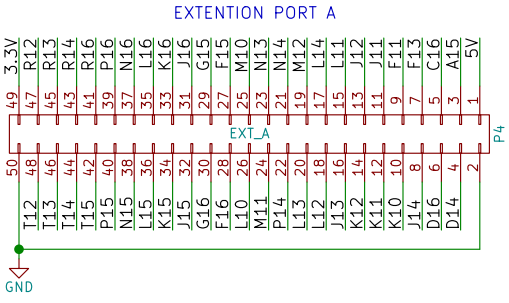 EXTENTION PORT A
3.3V R12 R13 R14 R16 P16 N16 L16 K16 J16 G15 F15 M10 N13 N14 M12 L14 L11 J12 J11 F11 F13 C16 A15 5V
49 47 45 43 41 39 37 35 33 31 29 27 25 23 21 19 17 15 13 11 9 7 5 3 1
EXT_A
P4
50 48 46 44 42 40 38 36 34 32 30 28 26 24 22 20 18 16 14 12 10 8 6 4 2
T12 T13 T14 T15 P15 N15 L15 K15 J15 G16 F16 L10 M11 P14 L13 L12 J13 K12 K11 K10 J14 D16 D14
GND